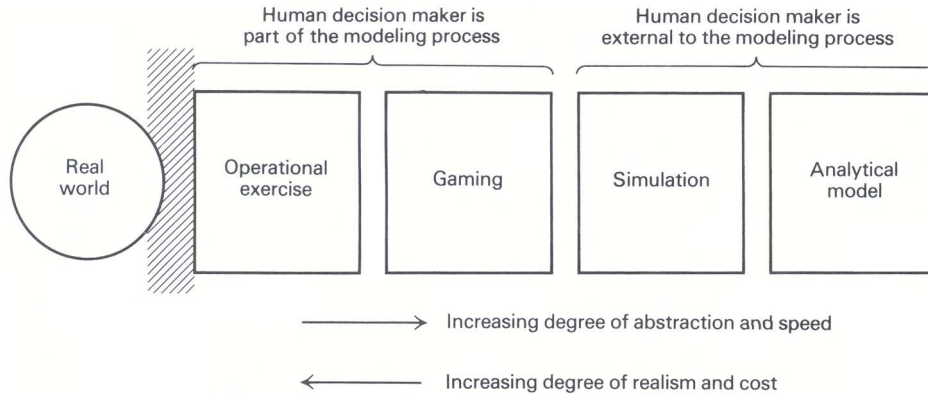 Human decision maker is
part of the modeling process
Human decision maker is
external to the modeling process
Real
world
Operational
exercise
Gaming
Simulation
Analytical
model
Increasing degree of abstraction and speed
Increasing degree of realism and cost